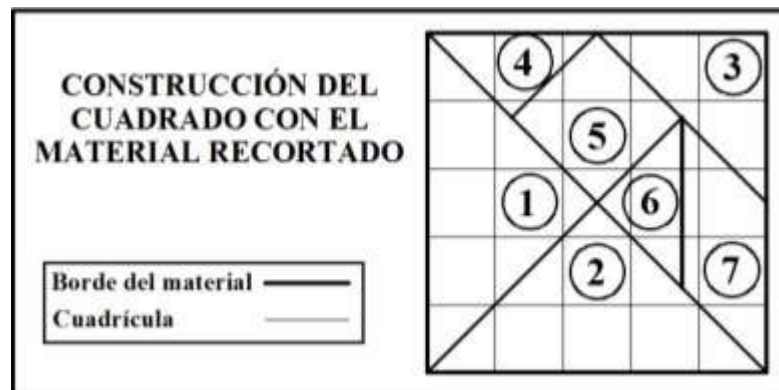 CONSTRUCCIÓN DEL
CUADRADO CON EL
MATERIAL RECORTADO
Borde del material
Cuadrícula
4
3
5
1
6
2
7